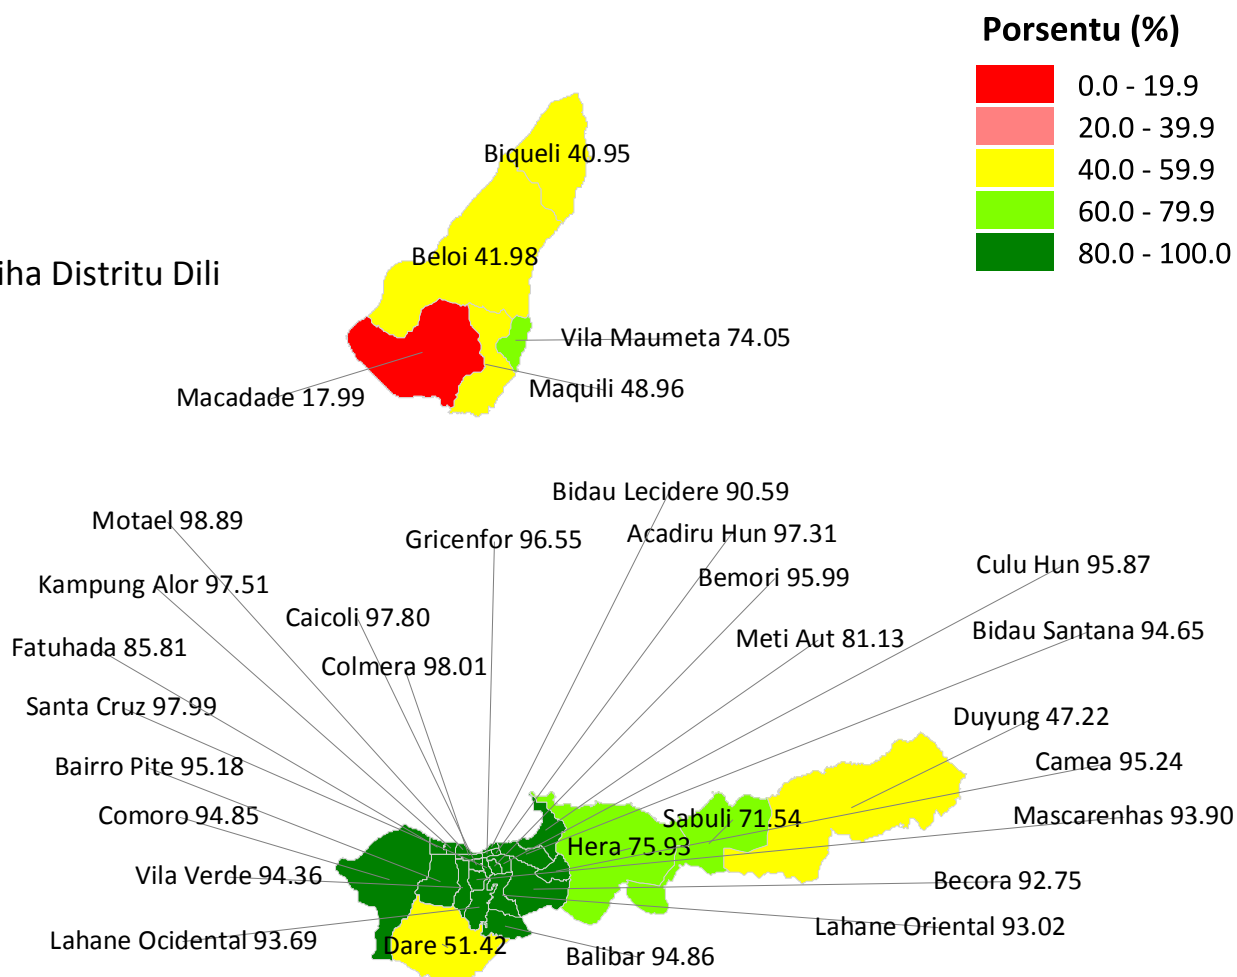 Porsentu (%)
0.0 - 19.9
20.0 - 39.9
40.0 - 59.9
60.0 - 79.9
80.0 - 100.0
Biqueli 40.95
Beloi 41.98
Distritu Dili
Vila Maumeta 74.05
Maquili 48.96
Macadade 17.99
Bidau Lecidere 90.59
Motael 98.89
Acadiru Hun 97.31
Gricenfor 96.55
Culu Hun 95.87
Bemori 95.99
Kampung Alor 97.51
Caicoli 97.80
Bidau Santana 94.65
Meti Aut 81.13
Fatuhada 85.81
Colmera 98.01
Santa Cruz 97.99
Duyung 47.22
Camea 95.24
Bairro Pite 95.18
Comoro 94.85
Mascarenhas 93.90
Sabuli 71.54
Hera 75.93
Vila Verde 94.36
Becora 92.75
Lahane Oriental 93.02
Lahane Ocidental 93.69
Dare 51.42
Balibar 94.86